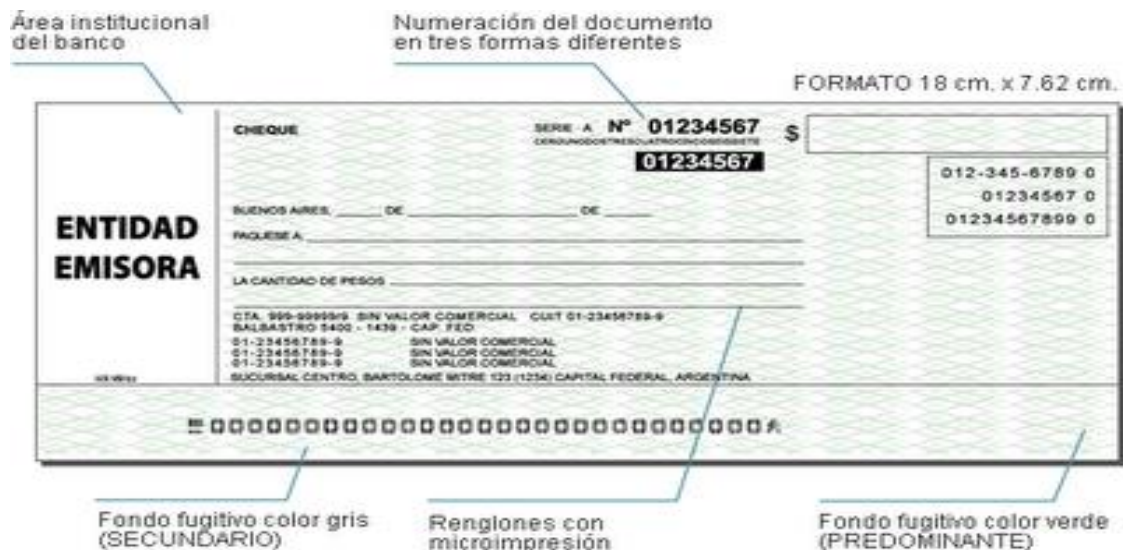 Área institucional
del banco
Numeración del documento
en tres formas diferentes
FORMATO 18 cm. x 7.62 cm.
CHEQUE
SERIE A Nº 01234567
CEROUNODOSTRESCUATROCINCOSEISSIETE
01234567
$
012-345-6789 0
01234567 0
01234567899 0
ENTIDAD
EMISORA
BUENOS AIRES, DE DE
PAQUESE A
LA CANTIDAD DE PESOS
CTA. 999-99999/9 SIN VALOR COMERCIAL CUIT 01-23456789-9
BALBASTRO 5400 - 1439 - CAP. FED.
01-23456789-9 SIN VALOR COMERCIAL
01-23456789-9 SIN VALOR COMERCIAL
01-23456789-9 SIN VALOR COMERCIAL
SUCURSAL CENTRO, BARTOLOME MITRE 123 (1234) CAPITAL FEDERAL, ARGENTINA
Fondo fugitivo color gris
(SECUNDARIO)
Renglones con
microimpresión
Fondo fugitivo color verde
(PREDOMINANTE)